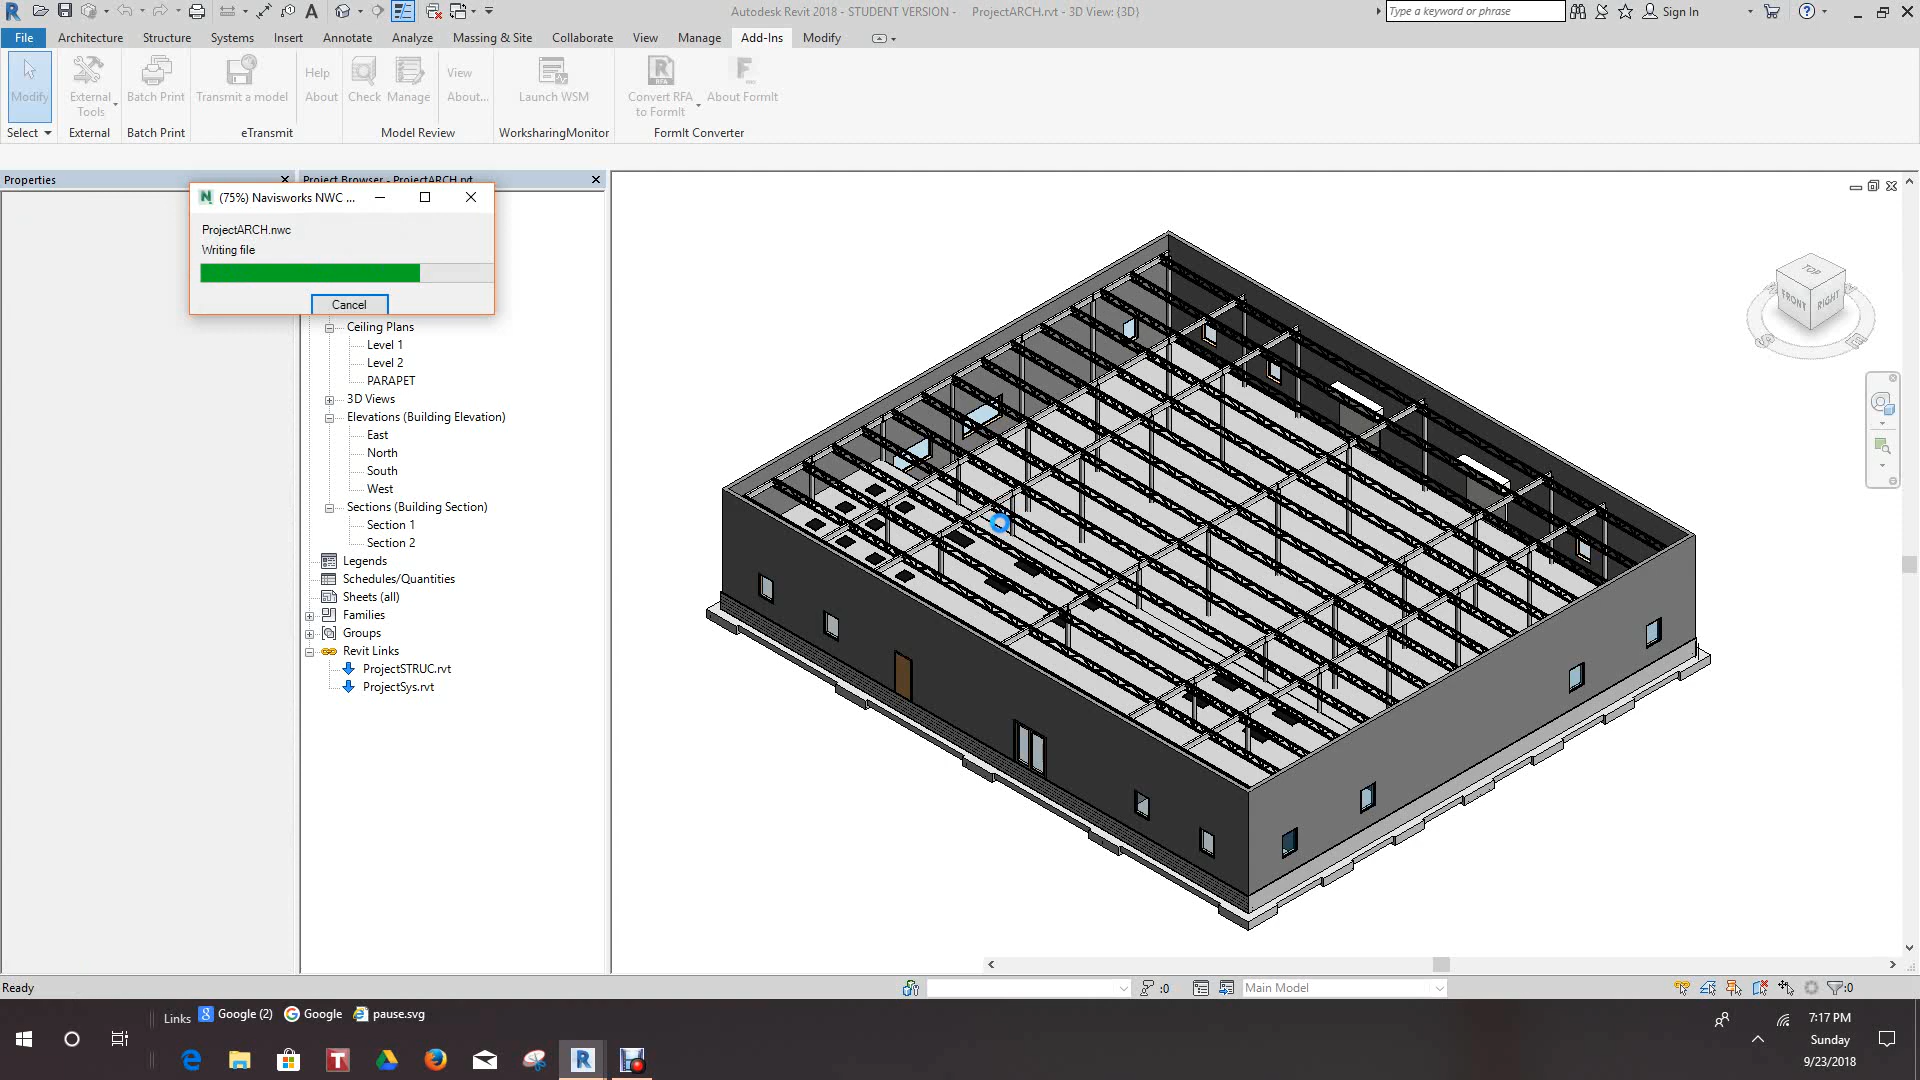 Autodesk Revit 2018 - STUDENT VERSION - ProjectARCH.rvt - 3D View: {3D}
Type a keyword or phrase
Sign In
File Architecture Structure Systems Insert Annotate Analyze Massing & Site Collaborate View Manage Add-Ins Modify
Modify
External
Tools
Batch Print
Transmit a model
Help
About
Check
Manage
View
About...
Launch WSM
Convert RFA
to FormIt
About FormIt
Select
External
Batch Print
eTransmit
Model Review
WorksharingMonitor
FormIt Converter
Properties
Project Browser - ProjectARCH.rvt
(75%) Navisworks NWC ...
ProjectARCH.nwc
Writing file
Cancel
Ceiling Plans
Level 1
Level 2
PARAPET
3D Views
Elevations (Building Elevation)
East
North
South
West
Sections (Building Section)
Section 1
Section 2
Legends
Schedules/Quantities
Sheets (all)
Families
Groups
Revit Links
ProjectSTRUC.rvt
ProjectSys.rvt
TOP
FRONT
RIGHT
Ready
:0
Main Model
:0
Links
Google (2)
Google
pause.svg
7:17 PM
Sunday
9/23/2018